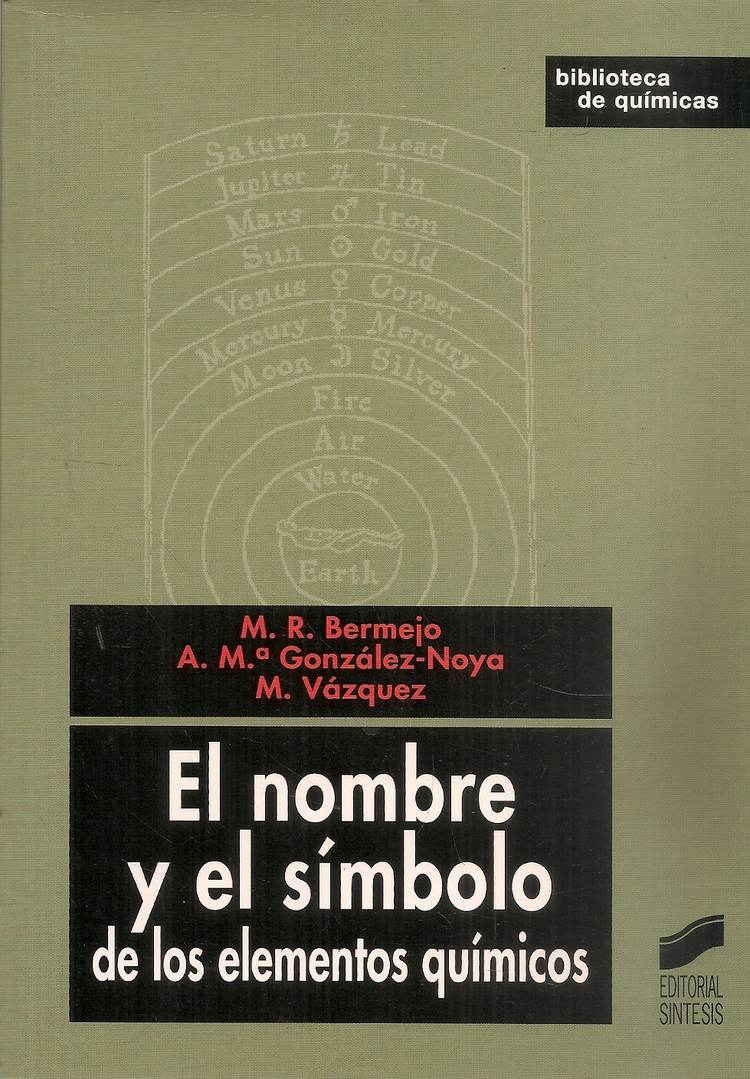 biblioteca
de químicas
Saturn ♄ Lead
Jupiter ♃ Tin
Mars ♂ Iron
Sun ☉ Gold
Venus ♀ Copper
Mercury ☿ Mercury
Moon ☽ Silver
Fire
Air
Water
Earth
M. R. Bermejo
A. M.ª González-Noya
M. Vázquez
El nombre
y el símbolo
de los elementos químicos
EDITORIAL
SINTESIS